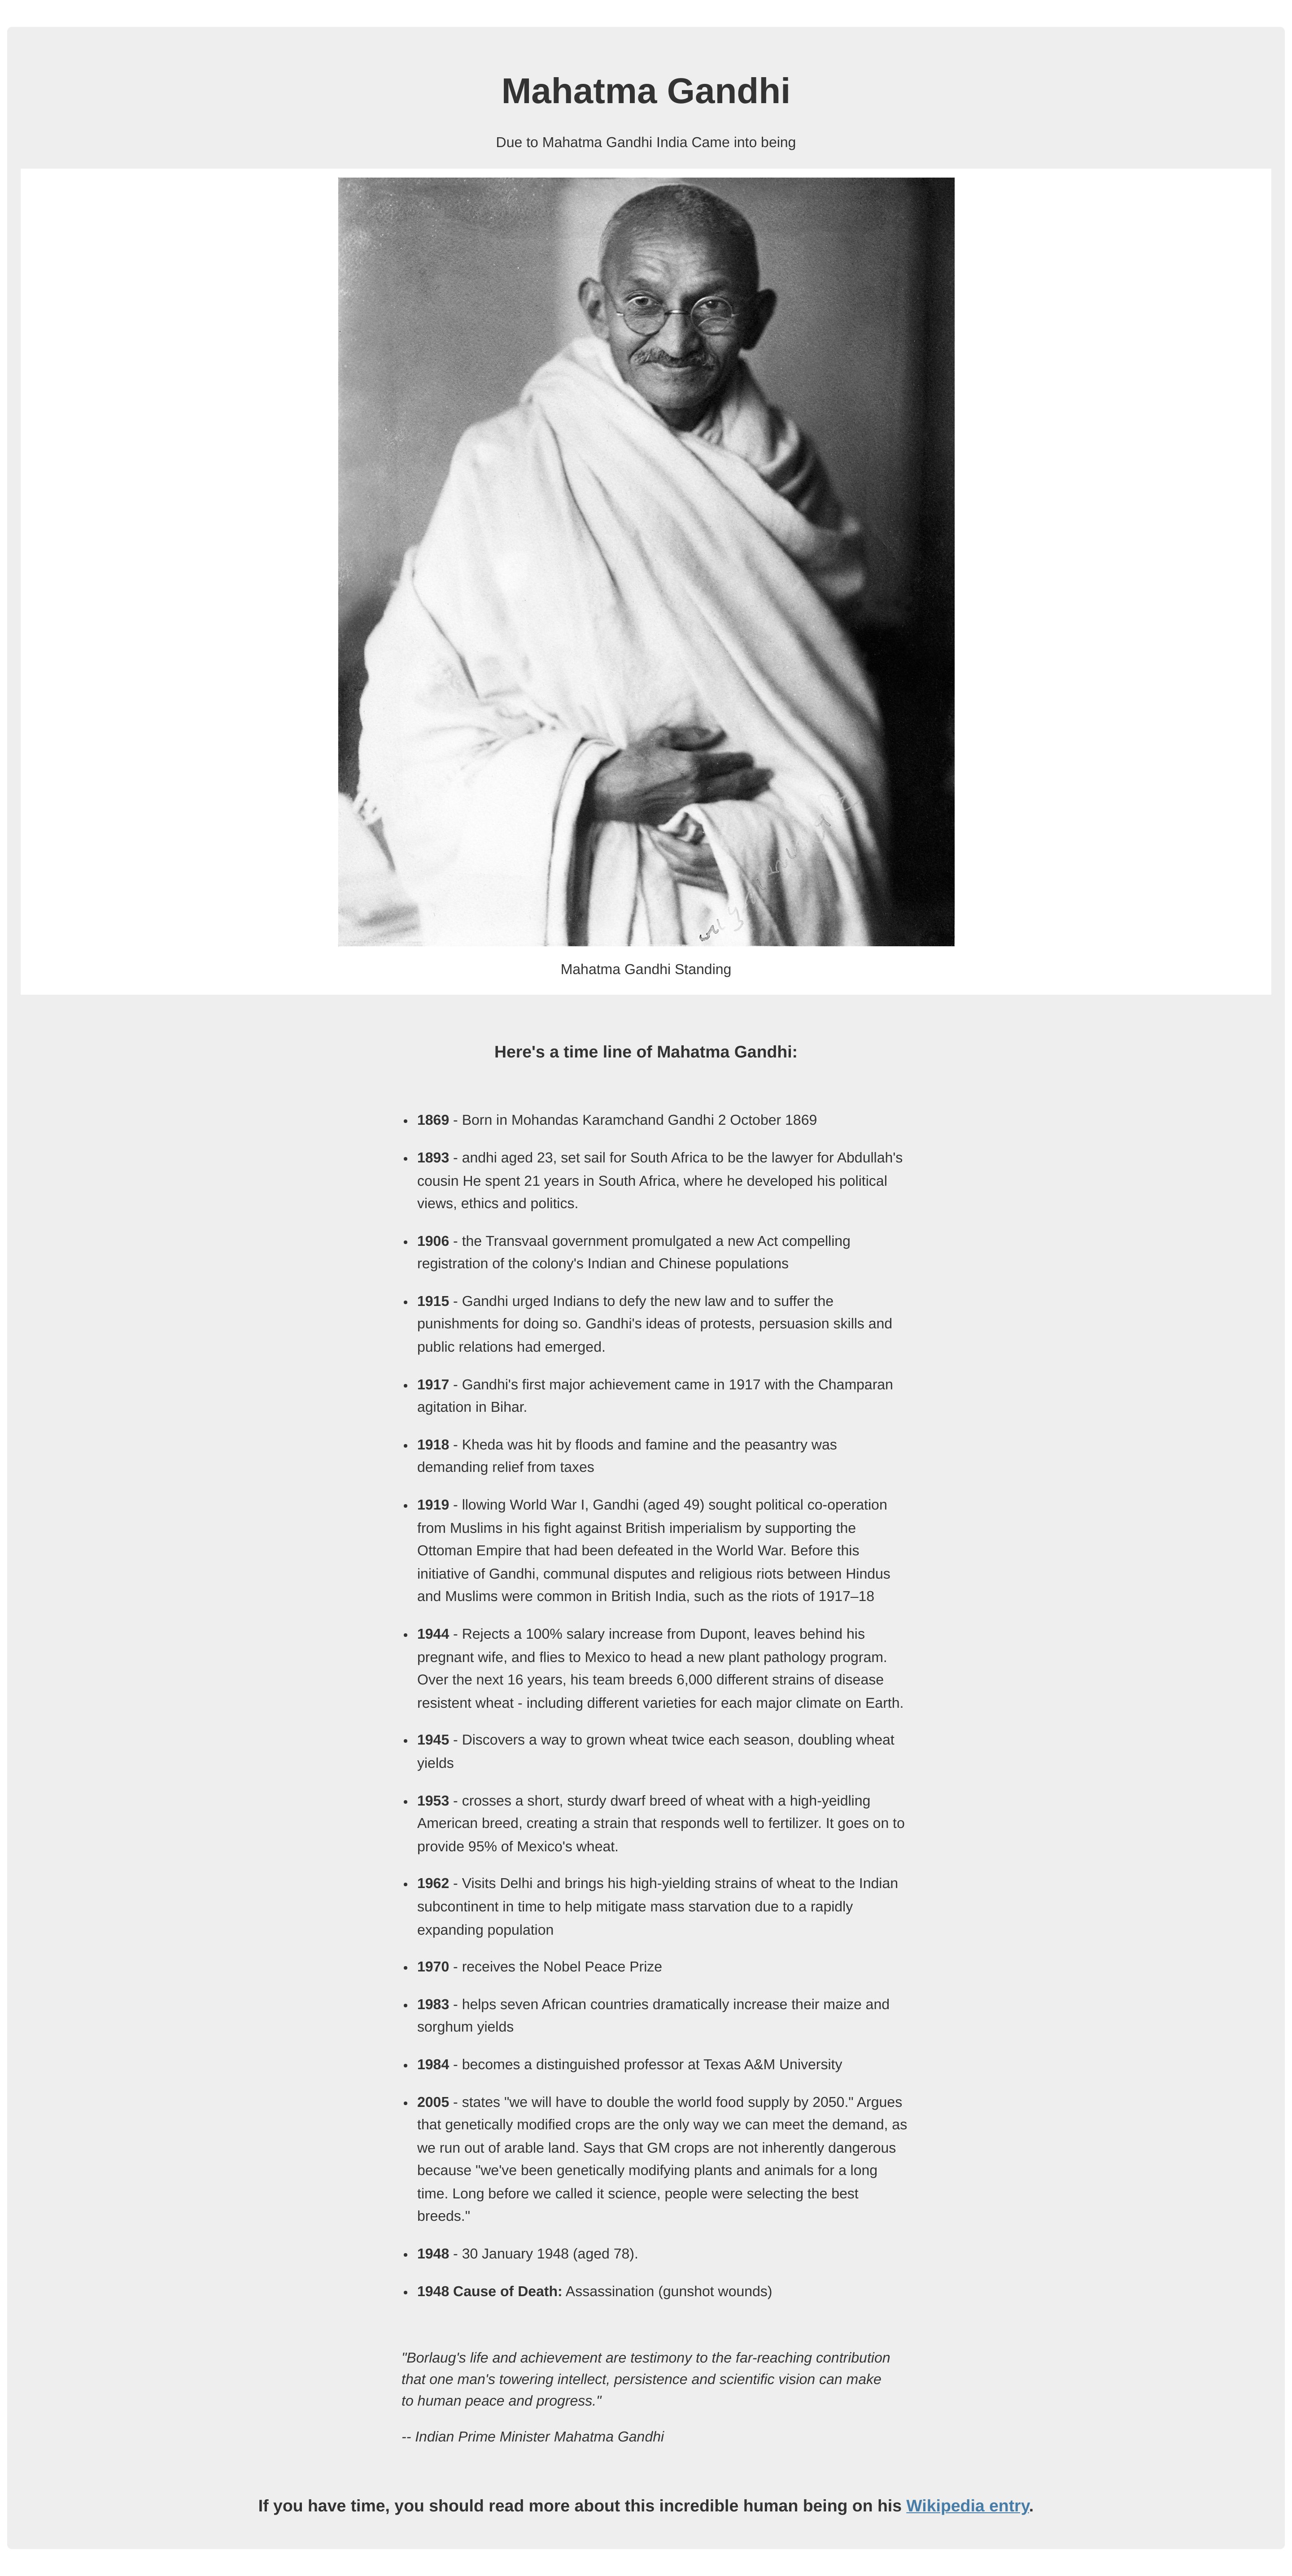 Mahatma Gandhi
Due to Mahatma Gandhi India Came into being
Mahatma Gandhi Standing
Here's a time line of Mahatma Gandhi:
• 1869 - Born in Mohandas Karamchand Gandhi 2 October 1869
• 1893 - andhi aged 23, set sail for South Africa to be the lawyer for Abdullah's
cousin He spent 21 years in South Africa, where he developed his political
views, ethics and politics.
• 1906 - the Transvaal government promulgated a new Act compelling
registration of the colony's Indian and Chinese populations
• 1915 - Gandhi urged Indians to defy the new law and to suffer the
punishments for doing so. Gandhi's ideas of protests, persuasion skills and
public relations had emerged.
• 1917 - Gandhi's first major achievement came in 1917 with the Champaran
agitation in Bihar.
• 1918 - Kheda was hit by floods and famine and the peasantry was
demanding relief from taxes
• 1919 - llowing World War I, Gandhi (aged 49) sought political co-operation
from Muslims in his fight against British imperialism by supporting the
Ottoman Empire that had been defeated in the World War. Before this
initiative of Gandhi, communal disputes and religious riots between Hindus
and Muslims were common in British India, such as the riots of 1917–18
• 1944 - Rejects a 100% salary increase from Dupont, leaves behind his
pregnant wife, and flies to Mexico to head a new plant pathology program.
Over the next 16 years, his team breeds 6,000 different strains of disease
resistent wheat - including different varieties for each major climate on Earth.
• 1945 - Discovers a way to grown wheat twice each season, doubling wheat
yields
• 1953 - crosses a short, sturdy dwarf breed of wheat with a high-yeidling
American breed, creating a strain that responds well to fertilizer. It goes on to
provide 95% of Mexico's wheat.
• 1962 - Visits Delhi and brings his high-yielding strains of wheat to the Indian
subcontinent in time to help mitigate mass starvation due to a rapidly
expanding population
• 1970 - receives the Nobel Peace Prize
• 1983 - helps seven African countries dramatically increase their maize and
sorghum yields
• 1984 - becomes a distinguished professor at Texas A&M University
• 2005 - states "we will have to double the world food supply by 2050." Argues
that genetically modified crops are the only way we can meet the demand, as
we run out of arable land. Says that GM crops are not inherently dangerous
because "we've been genetically modifying plants and animals for a long
time. Long before we called it science, people were selecting the best
breeds."
• 1948 - 30 January 1948 (aged 78).
• 1948 Cause of Death: Assassination (gunshot wounds)
"Borlaug's life and achievement are testimony to the far-reaching contribution
that one man's towering intellect, persistence and scientific vision can make
to human peace and progress."
-- Indian Prime Minister Mahatma Gandhi
If you have time, you should read more about this incredible human being on his Wikipedia entry.